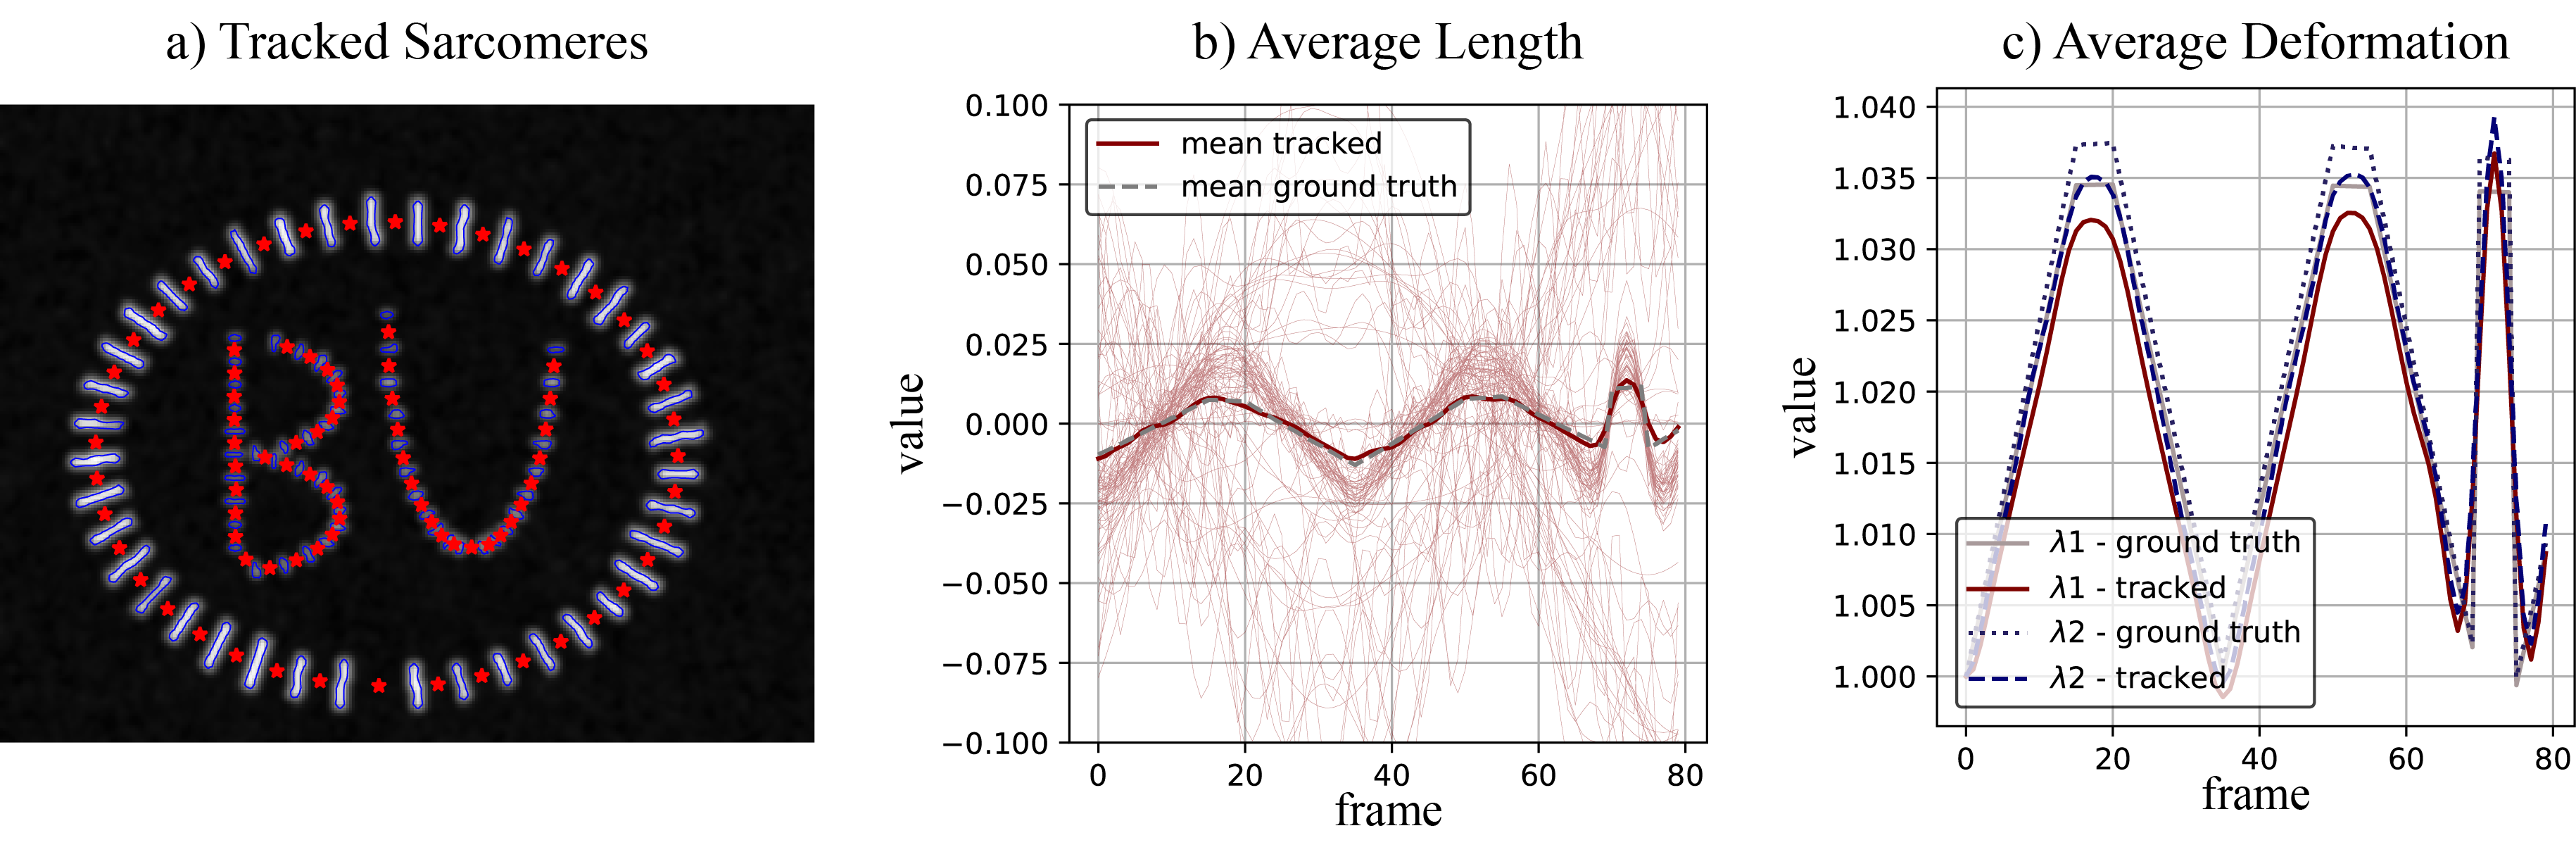 a) Tracked Sarcomeres
BU
b) Average Length
value
0.100
0.075
0.050
0.025
0.000
−0.025
−0.050
−0.075
−0.100
mean tracked
mean ground truth
0 20 40 60 80
frame
c) Average Deformation
value
1.040
1.035
1.030
1.025
1.020
1.015
1.010
1.005
1.000
λ1 - ground truth
λ1 - tracked
λ2 - ground truth
λ2 - tracked
0 20 40 60 80
frame